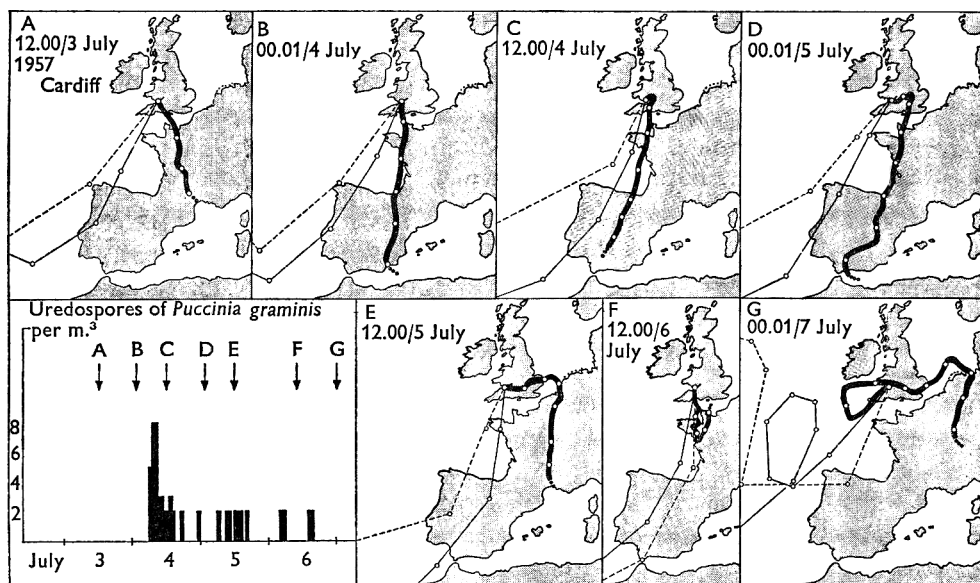 A
12.00/3 July
1957
Cardiff
B
00.01/4 July
C
12.00/4 July
D
00.01/5 July
Uredospores of Puccinia graminis
per m.³
A B C D E F G
8
6
4
2
July 3 4 5 6
E
12.00/5 July
F
12.00/6
July
G
00.01/7 July